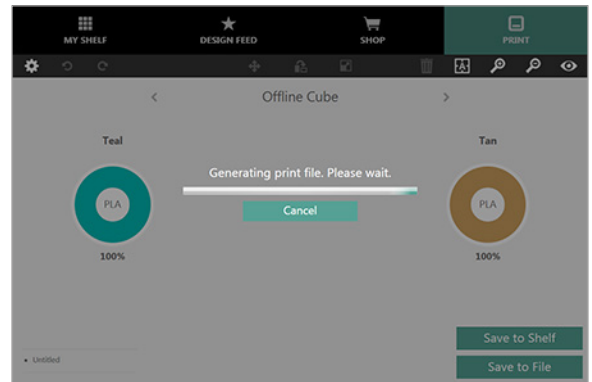 MY SHELF
DESIGN FEED
SHOP
PRINT
Offline Cube
Teal
Tan
Generating print file. Please wait.
PLA
Cancel
PLA
100%
100%
Save to Shelf
Untitled
Save to File